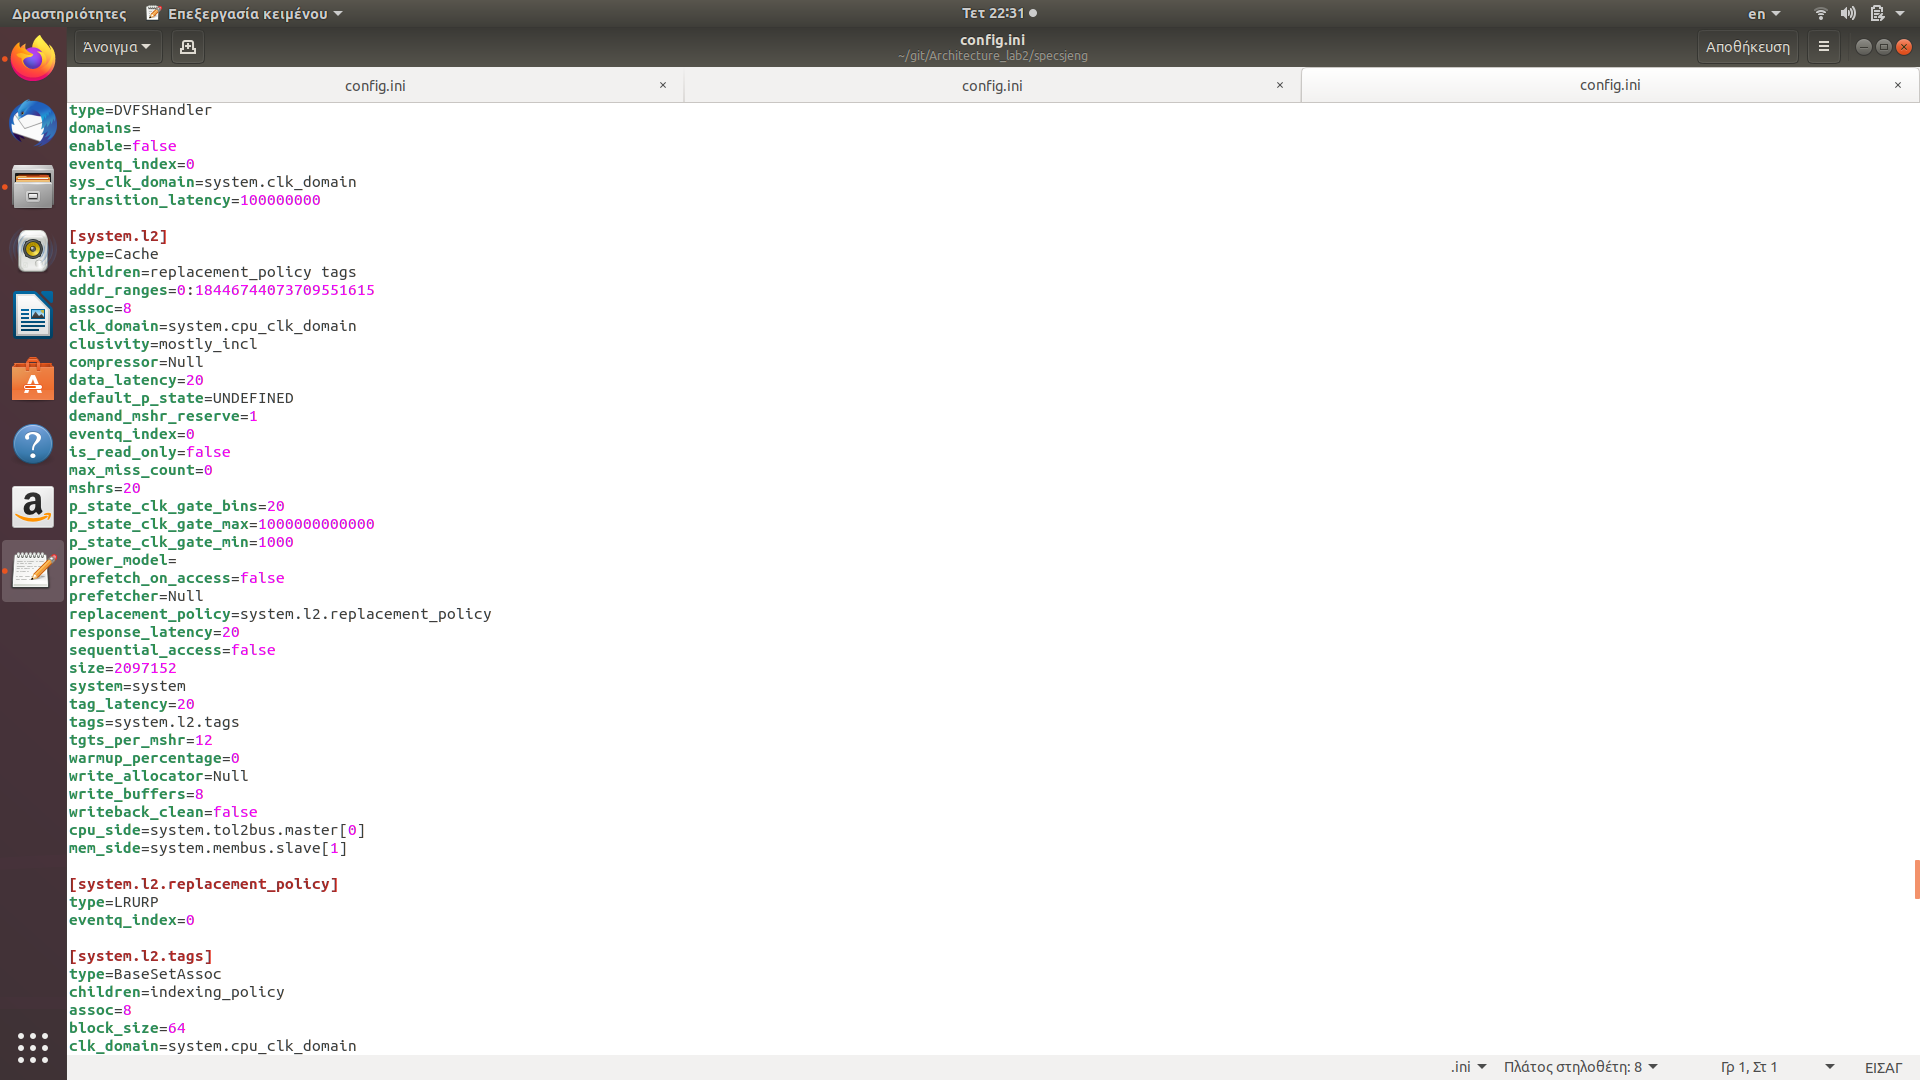 Δραστηριότητες Επεξεργασία κειμένου Τετ 22:31 en
Άνοιγμα config.ini Αποθήκευση
~/git/Architecture_lab2/specsjeng
config.ini × config.ini × config.ini ×
type=DVFSHandler
domains=
enable=false
eventq_index=0
sys_clk_domain=system.clk_domain
transition_latency=100000000
[system.l2]
type=Cache
children=replacement_policy tags
addr_ranges=0:18446744073709551615
assoc=8
clk_domain=system.cpu_clk_domain
clusivity=mostly_incl
compressor=Null
data_latency=20
default_p_state=UNDEFINED
demand_mshr_reserve=1
eventq_index=0
is_read_only=false
max_miss_count=0
mshrs=20
p_state_clk_gate_bins=20
p_state_clk_gate_max=1000000000000
p_state_clk_gate_min=1000
power_model=
prefetch_on_access=false
prefetcher=Null
replacement_policy=system.l2.replacement_policy
response_latency=20
sequential_access=false
size=2097152
system=system
tag_latency=20
tags=system.l2.tags
tgts_per_mshr=12
warmup_percentage=0
write_allocator=Null
write_buffers=8
writeback_clean=false
cpu_side=system.tol2bus.master[0]
mem_side=system.membus.slave[1]
[system.l2.replacement_policy]
type=LRURP
eventq_index=0
[system.l2.tags]
type=BaseSetAssoc
children=indexing_policy
assoc=8
block_size=64
clk_domain=system.cpu_clk_domain
.ini Πλάτος στηλοθέτη: 8 Γρ 1, Στ 1 ΕΙΣΑΓ